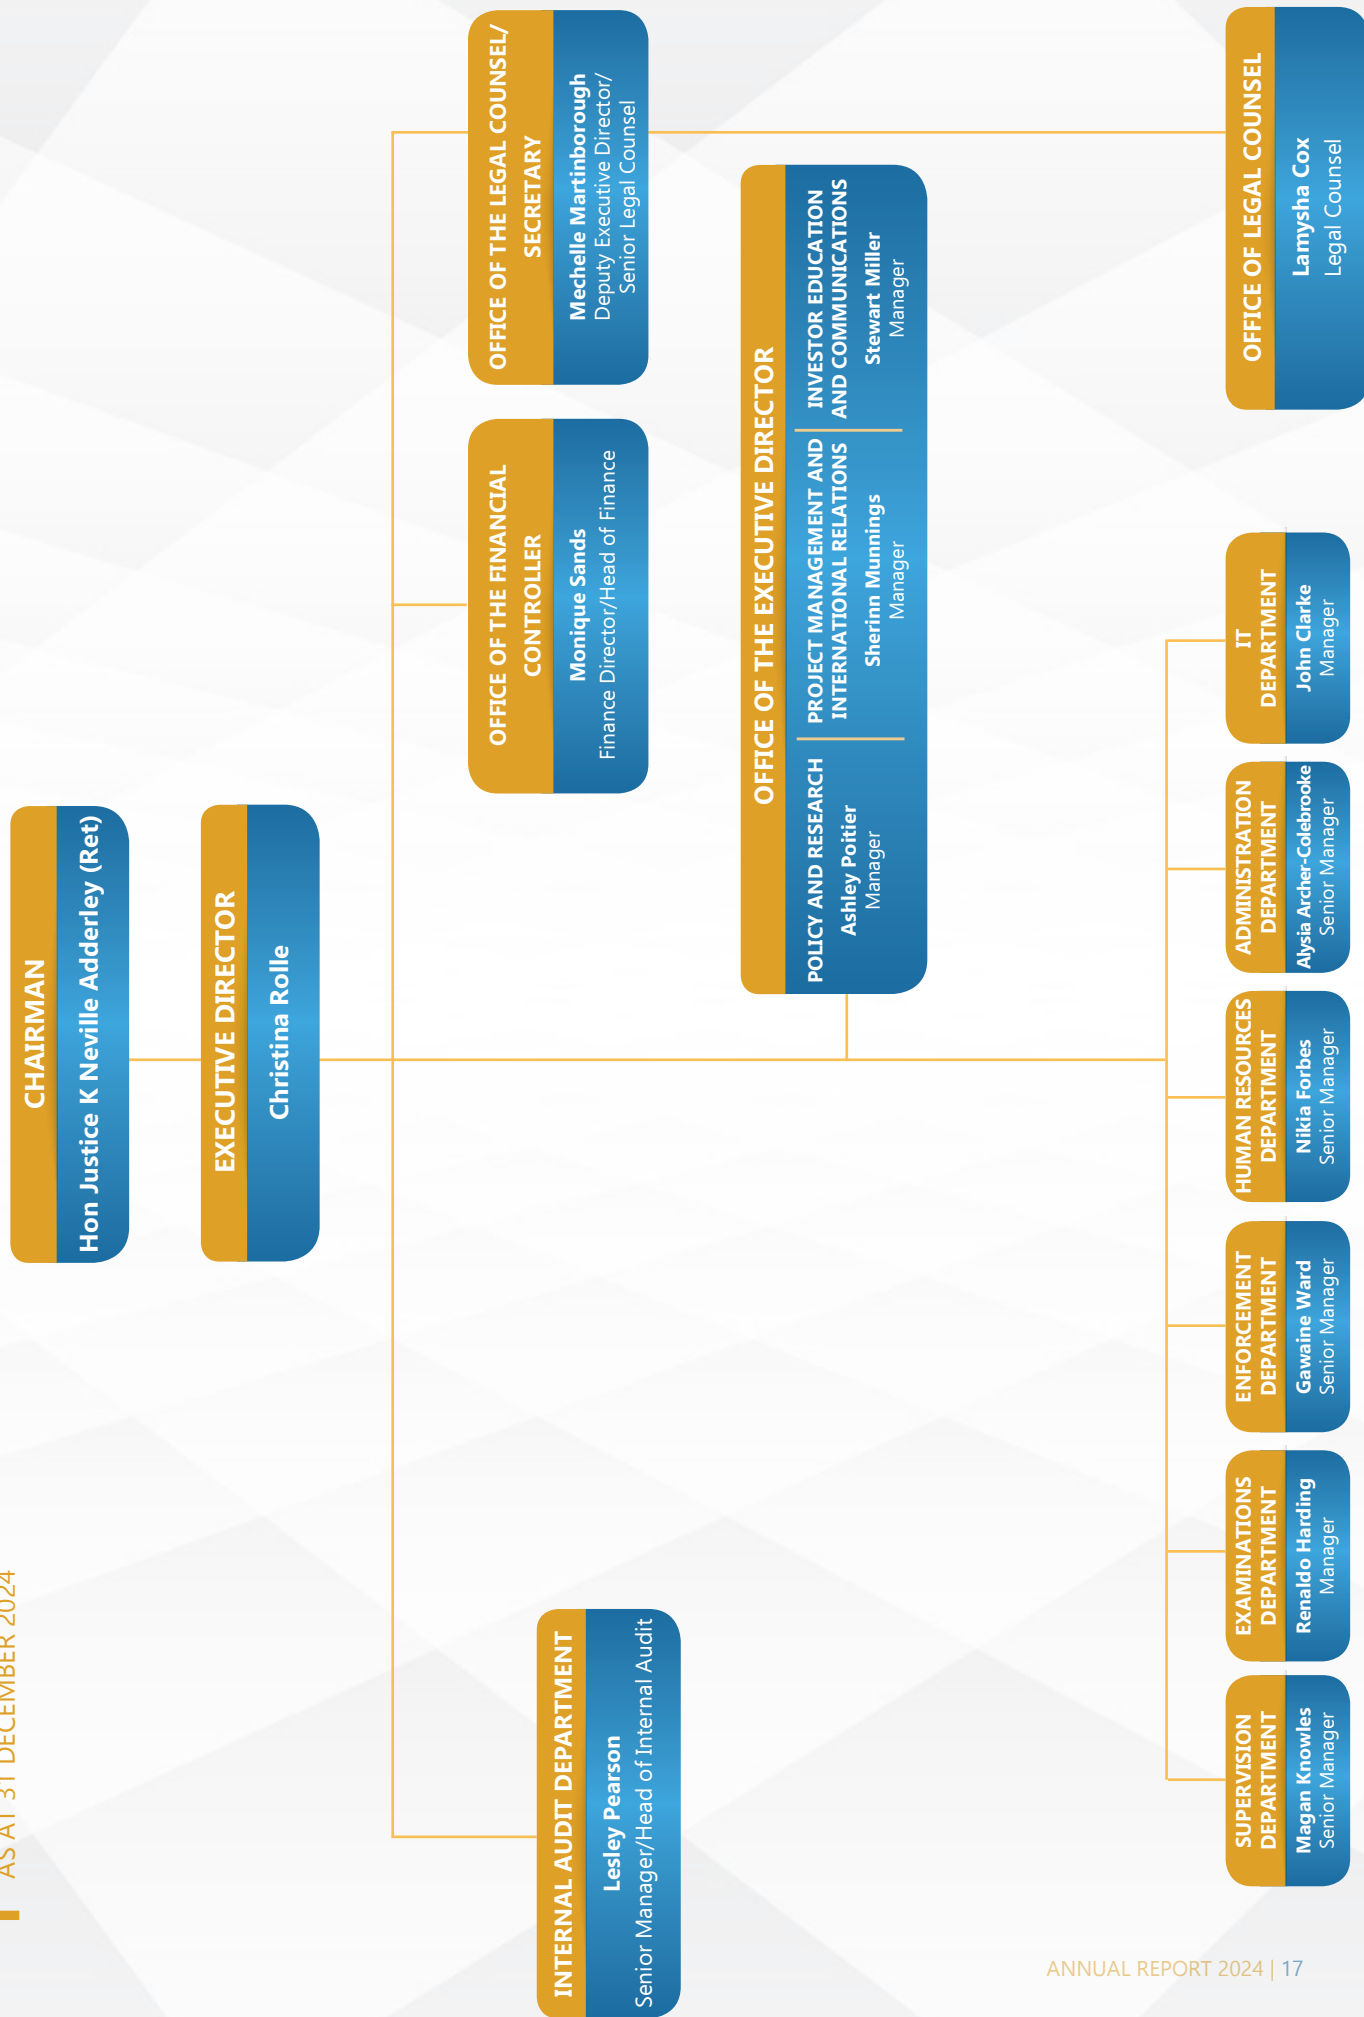 AS AT 31 DECEMBER 2024
CHAIRMAN
Hon Justice K Neville Adderley (Ret)
EXECUTIVE DIRECTOR
Christina Rolle
INTERNAL AUDIT DEPARTMENT
Lesley Pearson
Senior Manager/Head of Internal Audit
OFFICE OF THE FINANCIAL
CONTROLLER
Monique Sands
Finance Director/Head of Finance
OFFICE OF THE LEGAL COUNSEL/
SECRETARY
Mechelle Martinborough
Deputy Executive Director/
Senior Legal Counsel
OFFICE OF THE EXECUTIVE DIRECTOR
POLICY AND RESEARCH
Ashley Poitier
Manager
PROJECT MANAGEMENT AND
INTERNATIONAL RELATIONS
Sherinn Munnings
Manager
INVESTOR EDUCATION
AND COMMUNICATIONS
Stewart Miller
Manager
SUPERVISION
DEPARTMENT
Magan Knowles
Senior Manager
EXAMINATIONS
DEPARTMENT
Renaldo Harding
Manager
ENFORCEMENT
DEPARTMENT
Gawaine Ward
Senior Manager
HUMAN RESOURCES
DEPARTMENT
Nikia Forbes
Senior Manager
ADMINISTRATION
DEPARTMENT
Alysia Archer-Colebrooke
Senior Manager
IT
DEPARTMENT
John Clarke
Manager
OFFICE OF LEGAL COUNSEL
Lamysha Cox
Legal Counsel
ANNUAL REPORT 2024 | 17